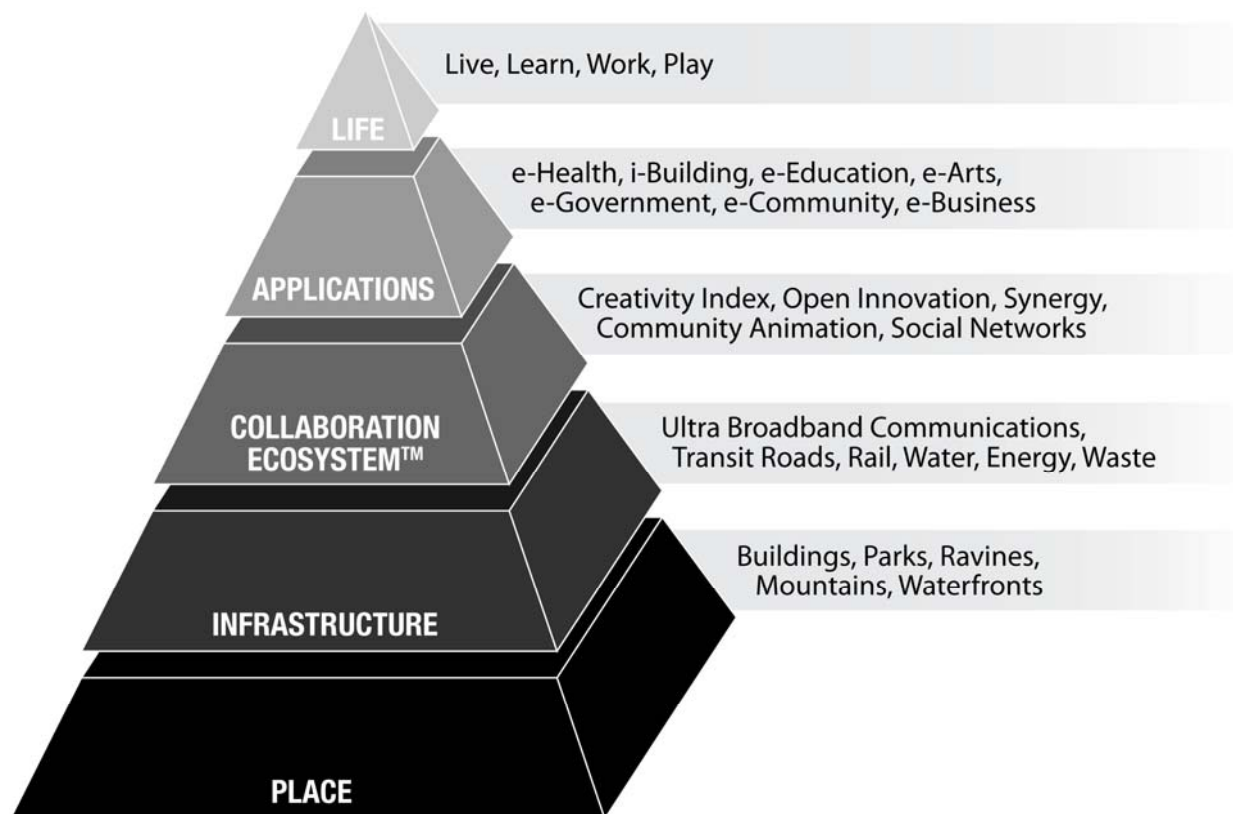 LIFE
Live, Learn, Work, Play
APPLICATIONS
e-Health, i-Building, e-Education, e-Arts,
e-Government, e-Community, e-Business
COLLABORATION
ECOSYSTEM™
Creativity Index, Open Innovation, Synergy,
Community Animation, Social Networks
INFRASTRUCTURE
Ultra Broadband Communications,
Transit Roads, Rail, Water, Energy, Waste
PLACE
Buildings, Parks, Ravines,
Mountains, Waterfronts